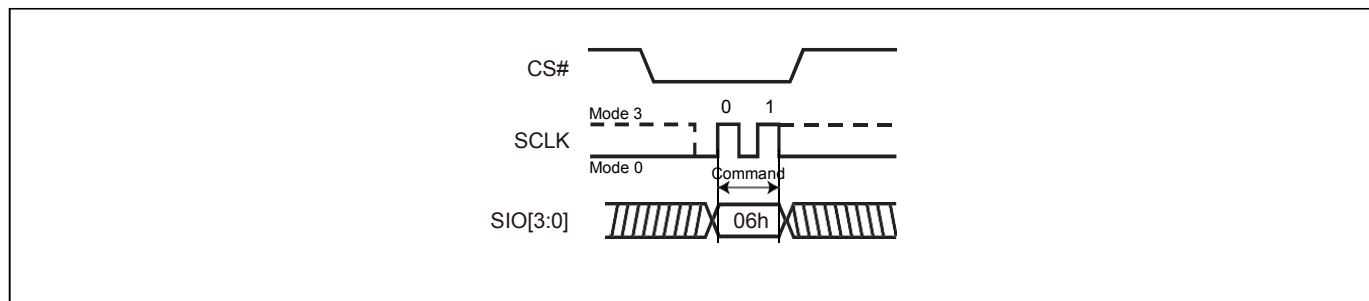 CS#
0 1
Mode 3
SCLK
Mode 0
Command
SIO[3:0]
06h